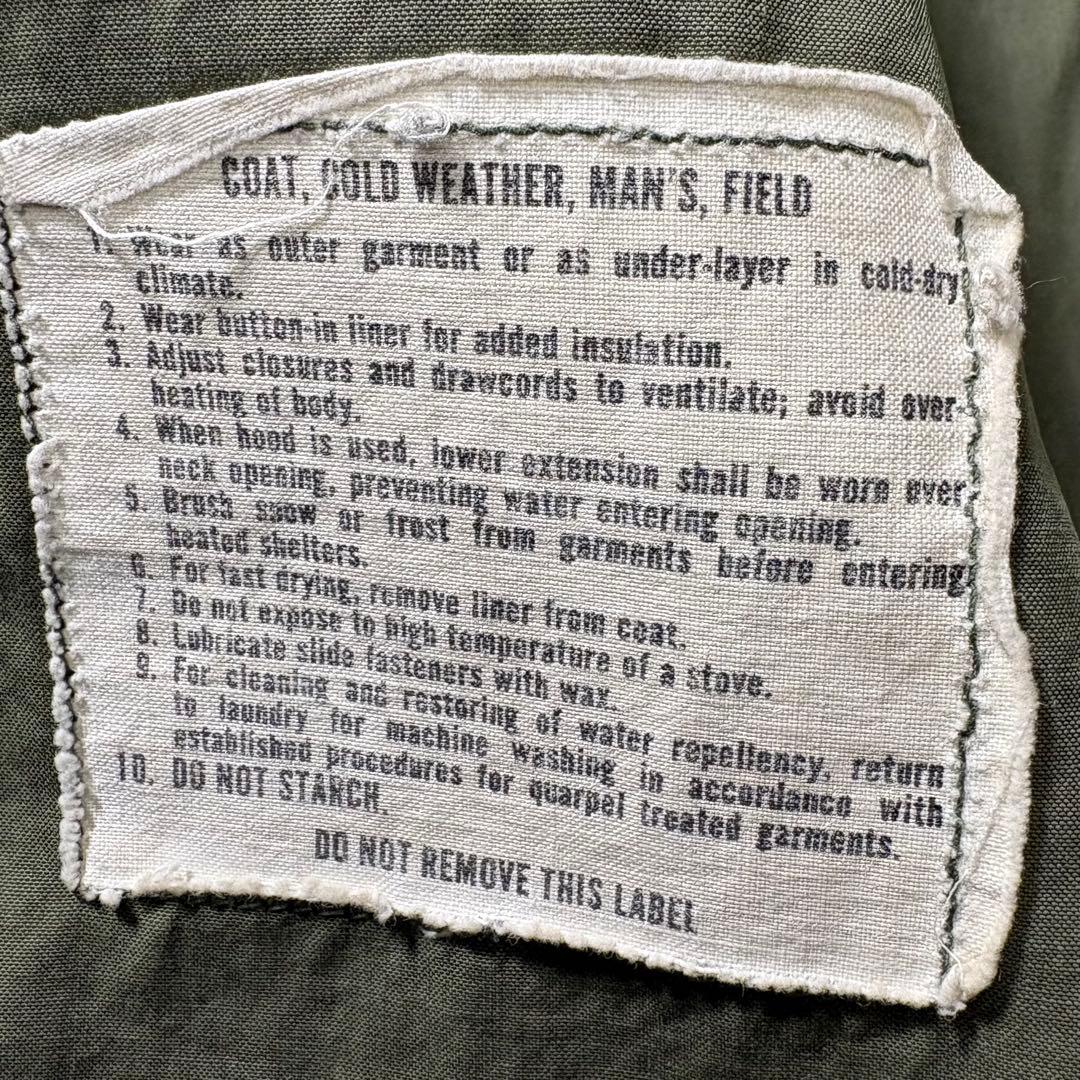 COAT, COLD WEATHER, MAN'S, FIELD
1. Wear as outer garment or as under-layer in cold-dry
climate.
2. Wear button-in liner for added insulation.
3. Adjust closures and drawcords to ventilate; avoid over-
heating of body.
4. When hood is used, lower extension shall be worn over
neck opening, preventing water entering opening.
5. Brush snow or frost from garments before entering
heated shelters.
6. For fast drying, remove liner from coat.
7. Do not expose to high temperature of a stove.
8. Lubricate slide fasteners with wax.
9. For cleaning and restoring of water repellency, return
to laundry for machine washing in accordance with
established procedures for quarpel treated garments.
10. DO NOT STARCH.
DO NOT REMOVE THIS LABEL